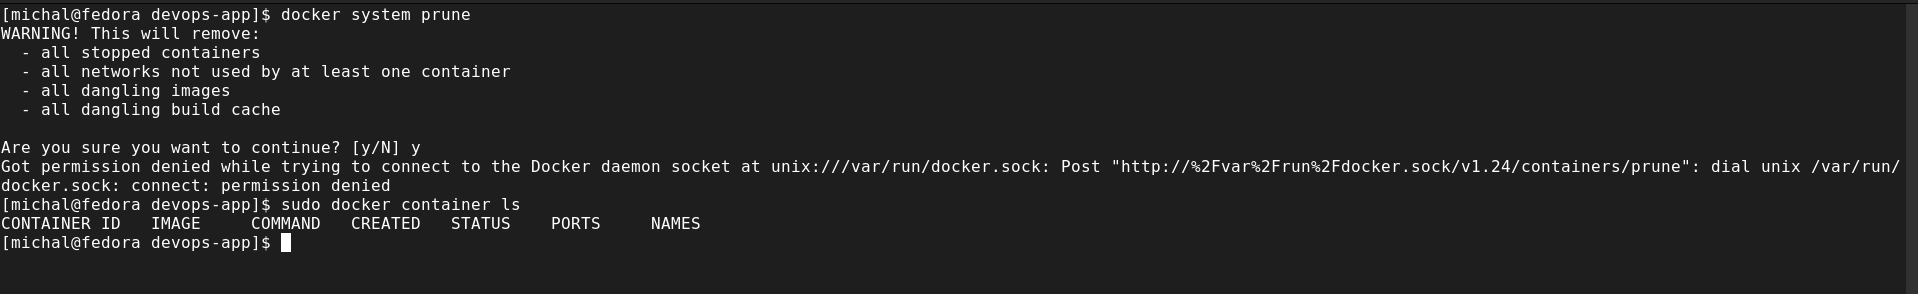 [michal@fedora devops-app]$ docker system prune
WARNING! This will remove:
  - all stopped containers
  - all networks not used by at least one container
  - all dangling images
  - all dangling build cache

Are you sure you want to continue? [y/N] y
Got permission denied while trying to connect to the Docker daemon socket at unix:///var/run/docker.sock: Post "http://%2Fvar%2Frun%2Fdocker.sock/v1.24/containers/prune": dial unix /var/run/
docker.sock: connect: permission denied
[michal@fedora devops-app]$ sudo docker container ls
CONTAINER ID   IMAGE     COMMAND   CREATED   STATUS    PORTS     NAMES
[michal@fedora devops-app]$